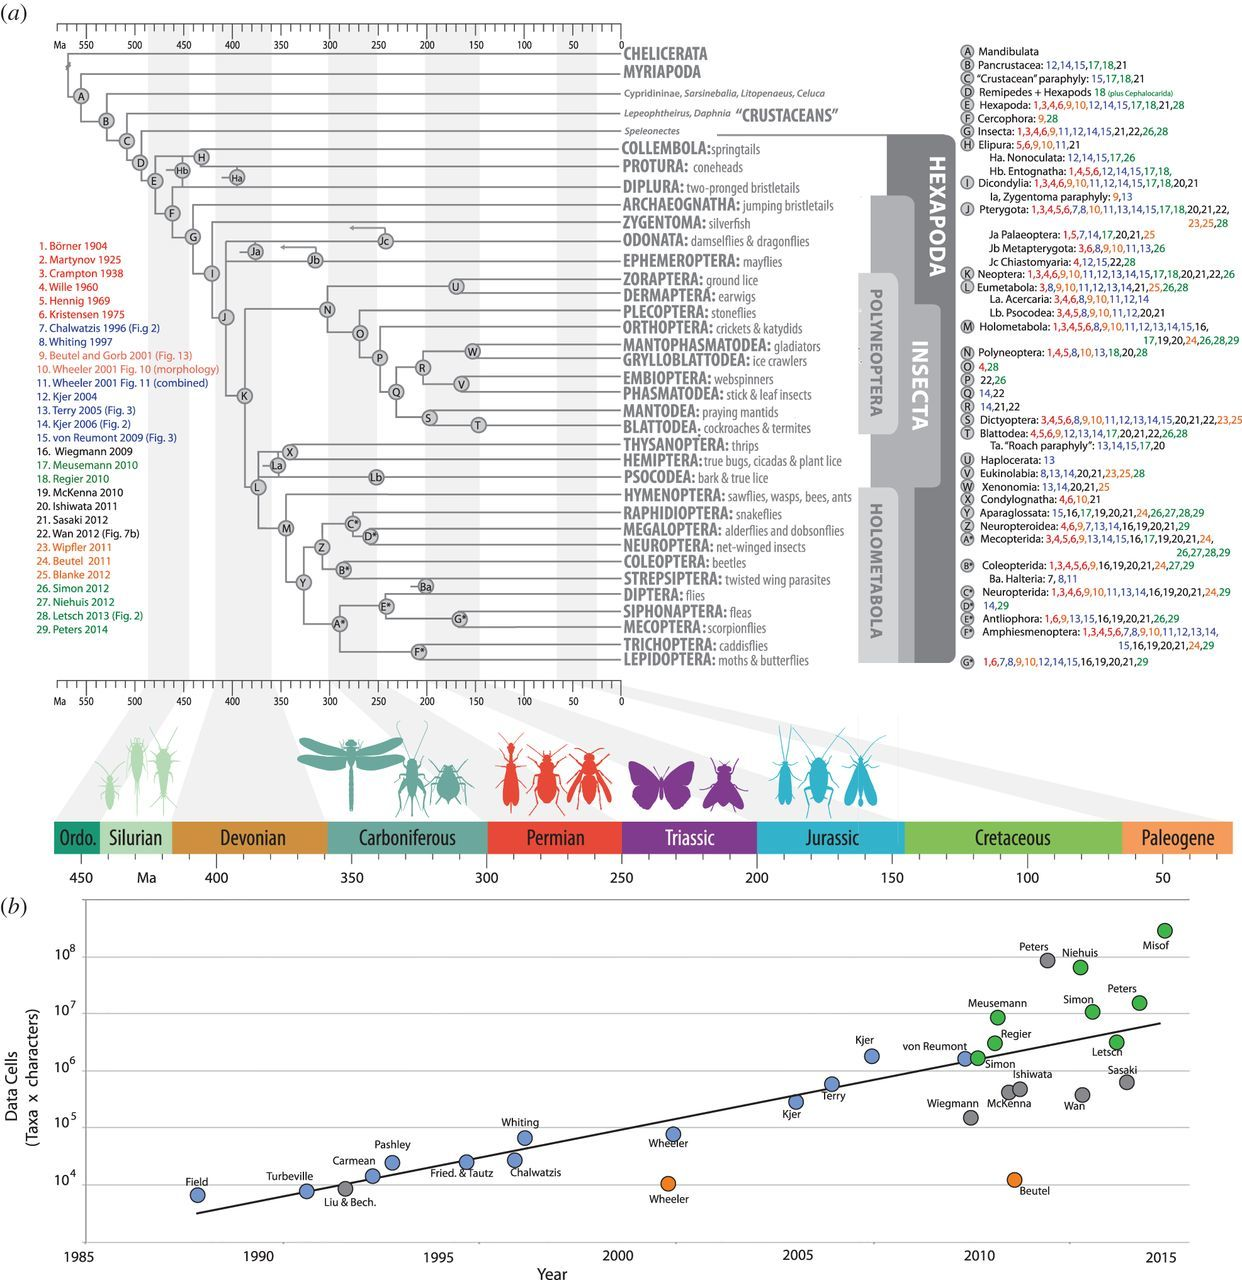 (a)
Ma 550 500 450 400 350 300 250 200 150 100 50 0
CHELICERATA
MYRIAPODA
Cypridininae, Sarsinebalia, Litopenaeus, Celuca
Lepeophtheirus, Daphnia "CRUSTACEANS"
Speleonectes
COLLEMBOLA: springtails
PROTURA: coneheads
DIPLURA: two-pronged bristletails
ARCHAEOGNATHA: jumping bristletails
ZYGENTOMA: silverfish
ODONATA: damselflies & dragonflies
EPHEMEROPTERA: mayflies
ZORAPTERA: ground lice
DERMAPTERA: earwigs
PLECOPTERA: stoneflies
ORTHOPTERA: crickets & katydids
MANTOPHASMATODEA: gladiators
GRYLLOBLATTODEA: ice crawlers
EMBIOPTERA: webspinners
PHASMATODEA: stick & leaf insects
MANTODEA: praying mantids
BLATTODEA: cockroaches & termites
THYSANOPTERA: thrips
HEMIPTERA: true bugs, cicadas & plant lice
PSOCODEA: bark & true lice
HYMENOPTERA: sawflies, wasps, bees, ants
RAPHIDIOPTERA: snakeflies
MEGALOPTERA: alderflies and dobsonflies
NEUROPTERA: net-winged insects
COLEOPTERA: beetles
STREPSIPTERA: twisted wing parasites
DIPTERA: flies
SIPHONAPTERA: fleas
MECOPTERA: scorpionflies
TRICHOPTERA: caddisflies
LEPIDOPTERA: moths & butterflies
A
B
C
D
E
F
G
H
Hb
Ha
I
J
Ja
Jb
Jc
K
L
La
Lb
M
N
O
P
Q
R
S
T
U
V
W
X
Y
Z
A*
B*
Ba
C*
D*
E*
F*
G*
HEXAPODA
INSECTA
POLYNEOPTERA
HOLOMETABOLA
1. Börner 1904
2. Martynov 1925
3. Crampton 1938
4. Wille 1960
5. Hennig 1969
6. Kristensen 1975
7. Chalwatzis 1996 (Fig.g 2)
8. Whiting 1997
9. Beutel and Gorb 2001 (Fig. 13)
10. Wheeler 2001 Fig. 10 (morphology)
11. Wheeler 2001 Fig. 11 (combined)
12. Kjer 2004
13. Terry 2005 (Fig. 3)
14. Kjer 2006 (Fig. 2)
15. von Reumont 2009 (Fig. 3)
16. Wiegmann 2009
17. Meusemann 2010
18. Regier 2010
19. McKenna 2010
20. Ishiwata 2011
21. Sasaki 2012
22. Wan 2012 (Fig. 7b)
23. Wipfler 2011
24. Beutel 2011
25. Blanke 2012
26. Simon 2012
27. Niehuis 2012
28. Letsch 2013 (Fig. 2)
29. Peters 2014
A Mandibulata
B Pancrustacea: 12,14,15,17,18,21
C "Crustacean" paraphyly: 15,17,18,21
D Remipedes + Hexapods 18 (plus Cephalocarida)
E Hexapoda: 1,3,4,6,9,10,12,14,15,17,18,21,28
F Cercophora: 9,28
G Insecta: 1,3,4,6,9,11,12,14,15,21,22,26,28
H Elipura: 5,6,9,10,11,21
Ha. Nonoculata: 12,14,15,17,26
Hb. Entognatha: 1,4,5,6,12,14,15,17,18,
I Dicondylia: 1,3,4,6,9,10,11,12,14,15,17,18,20,21
Ia, Zygentoma paraphyly: 9,13
J Pterygota: 1,3,4,5,6,7,8,10,11,13,14,15,17,18,20,21,22,
23,25,28
Ja Palaeoptera: 1,5,7,14,17,20,21,25
Jb Metapterygota: 3,6,8,9,10,11,13,26
Jc Chiastomyaria: 4,12,15,22,28
K Neoptera: 1,3,4,6,9,10,11,12,13,14,15,17,18,20,21,22,26
L Eumetabola: 3,8,9,10,11,12,13,14,21,25,26,28
La. Acercaria: 3,4,6,8,9,10,11,12,14
Lb. Psocodea: 3,4,5,8,9,10,11,12,20,21
M Holometabola: 1,3,4,5,6,8,9,10,11,12,13,14,15,16,
17,19,20,24,26,28,29
N Polyneoptera: 1,4,5,8,10,13,18,20,28
O 4,28
P 22,26
Q 14,22
R 14,21,22
S Dictyoptera: 3,4,5,6,8,9,10,11,12,13,14,15,20,21,22,23,25
T Blattodea: 4,5,6,9,12,13,14,17,20,21,22,26,28
Ta. "Roach paraphyly": 13,14,15,17,20
U Haplocerata: 13
V Eukinolabia: 8,13,14,20,21,23,25,28
W Xenonomia: 13,14,20,21,25
X Condylognatha: 4,6,10,21
Y Aparaglossata: 15,16,17,19,20,21,24,26,27,28,29
Z Neuropteroidea: 4,6,9,7,13,14,16,19,20,21,29
A* Mecopterida: 3,4,5,6,9,13,14,15,16,17,19,20,21,24,
26,27,28,29
B* Coleopterida: 1,3,4,5,6,9,16,19,20,21,24,27,29
Ba. Halteria: 7, 8,11
C* Neuropterida: 1,3,4,6,9,10,11,13,14,16,19,20,21,24,29
D* 14,29
E* Antliophora: 1,6,9,13,15,16,19,20,21,26,29
F* Amphiesmenoptera: 1,3,4,5,6,7,8,9,10,11,12,13,14,
15,16,19,20,21,24,29
G* 1,6,7,8,9,10,12,14,15,16,19,20,21,29
Ma 550 500 450 400 350 300 250 200 150 100 50 0
Ordo. Silurian Devonian Carboniferous Permian Triassic Jurassic Cretaceous Paleogene
450 Ma 400 350 300 250 200 150 100 50
(b)
Data Cells
(Taxa x characters)
10^8
10^7
10^6
10^5
10^4
Field
Turbeville
Liu & Bech.
Carmean
Pashley
Fried. & Tautz
Whiting
Chalwatzis
Wheeler
Wheeler
Kjer
Terry
Kjer
von Reumont
Simon
Regier
Meusemann
Wiegmann
McKenna
Ishiwata
Beutel
Peters
Niehuis
Simon
Wan
Letsch
Sasaki
Peters
Misof
1985 1990 1995 2000 2005 2010 2015
Year